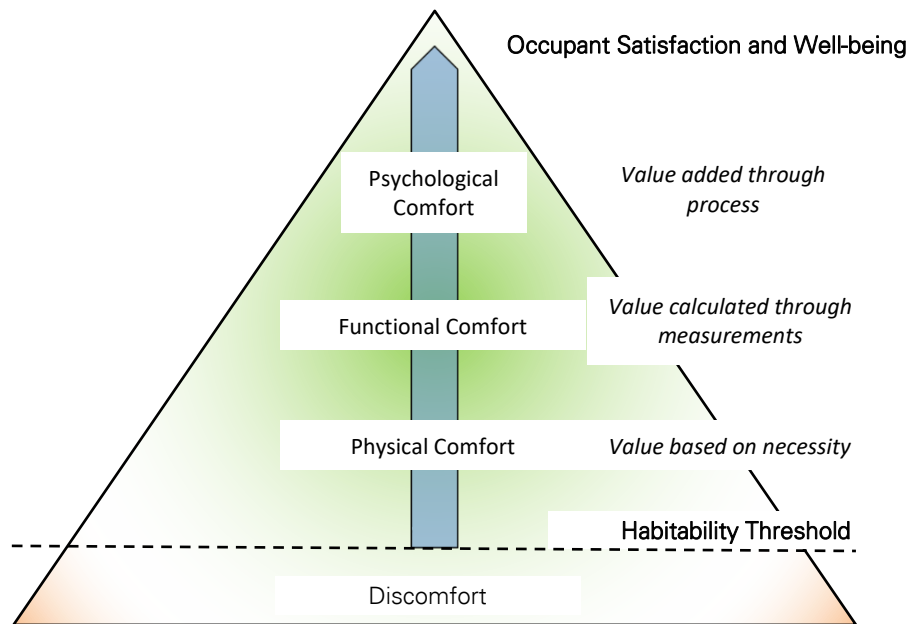 Occupant Satisfaction and Well-being
Psychological
Comfort
Value added through
process
Functional Comfort
Value calculated through
measurements
Physical Comfort
Value based on necessity
Habitability Threshold
Discomfort